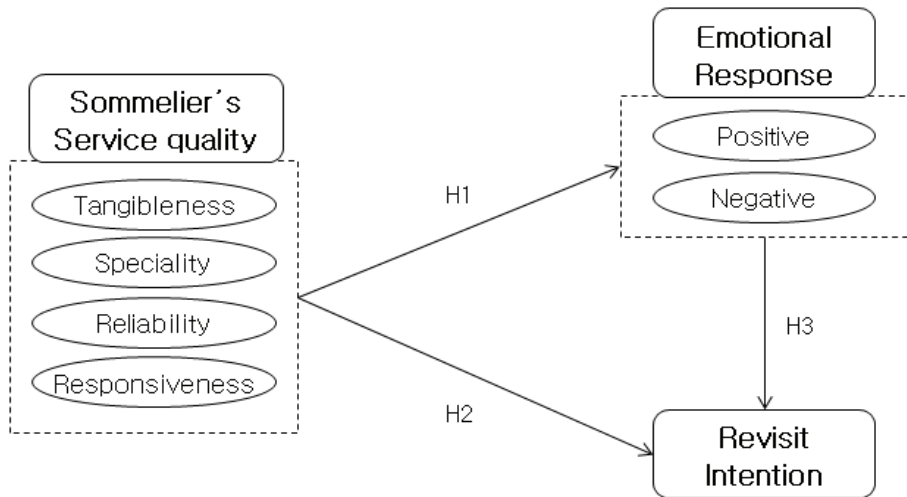 Sommelier´s
Service quality
Tangibleness
Speciality
Reliability
Responsiveness
H1
H2
Emotional
Response
Positive
Negative
H3
Revisit
Intention